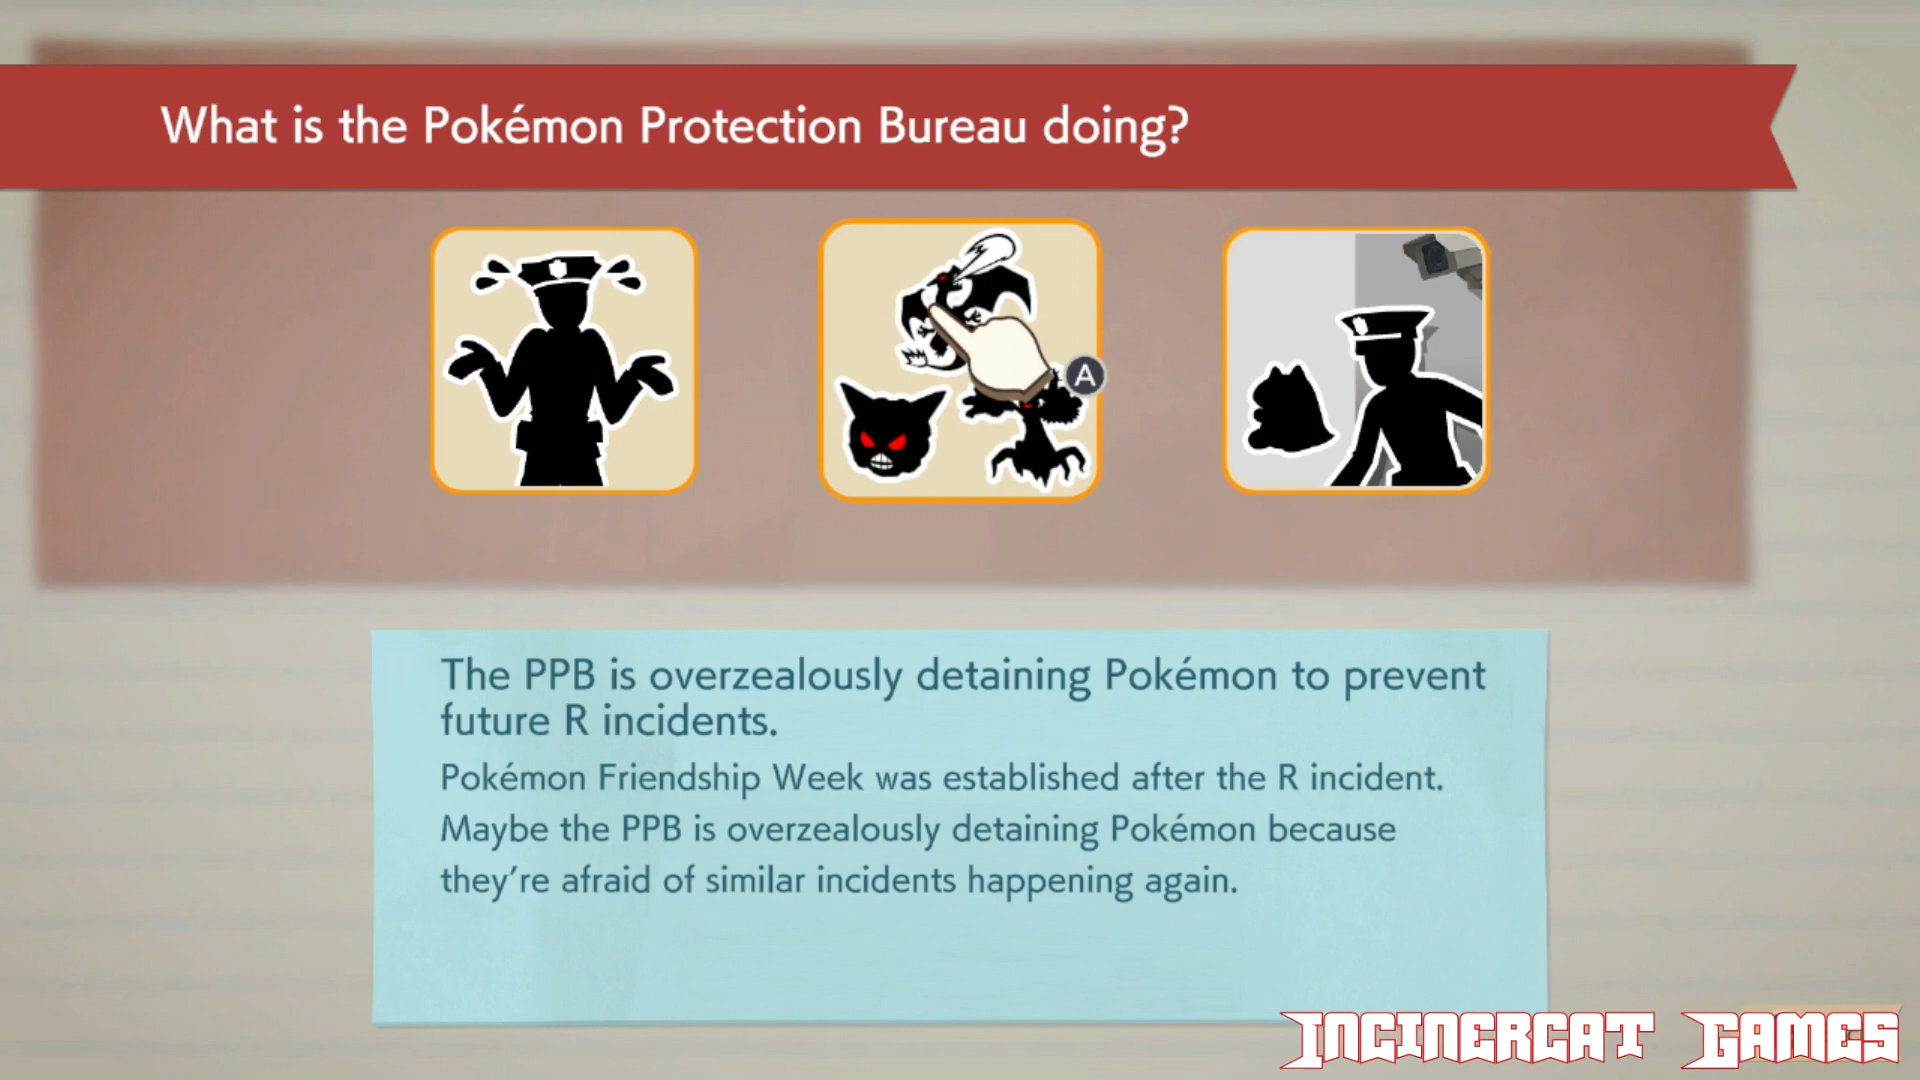 What is the Pokémon Protection Bureau doing?
A
The PPB is overzealously detaining Pokémon to prevent
future R incidents.
Pokémon Friendship Week was established after the R incident.
Maybe the PPB is overzealously detaining Pokémon because
they're afraid of similar incidents happening again.
INCINERCAT GAMES